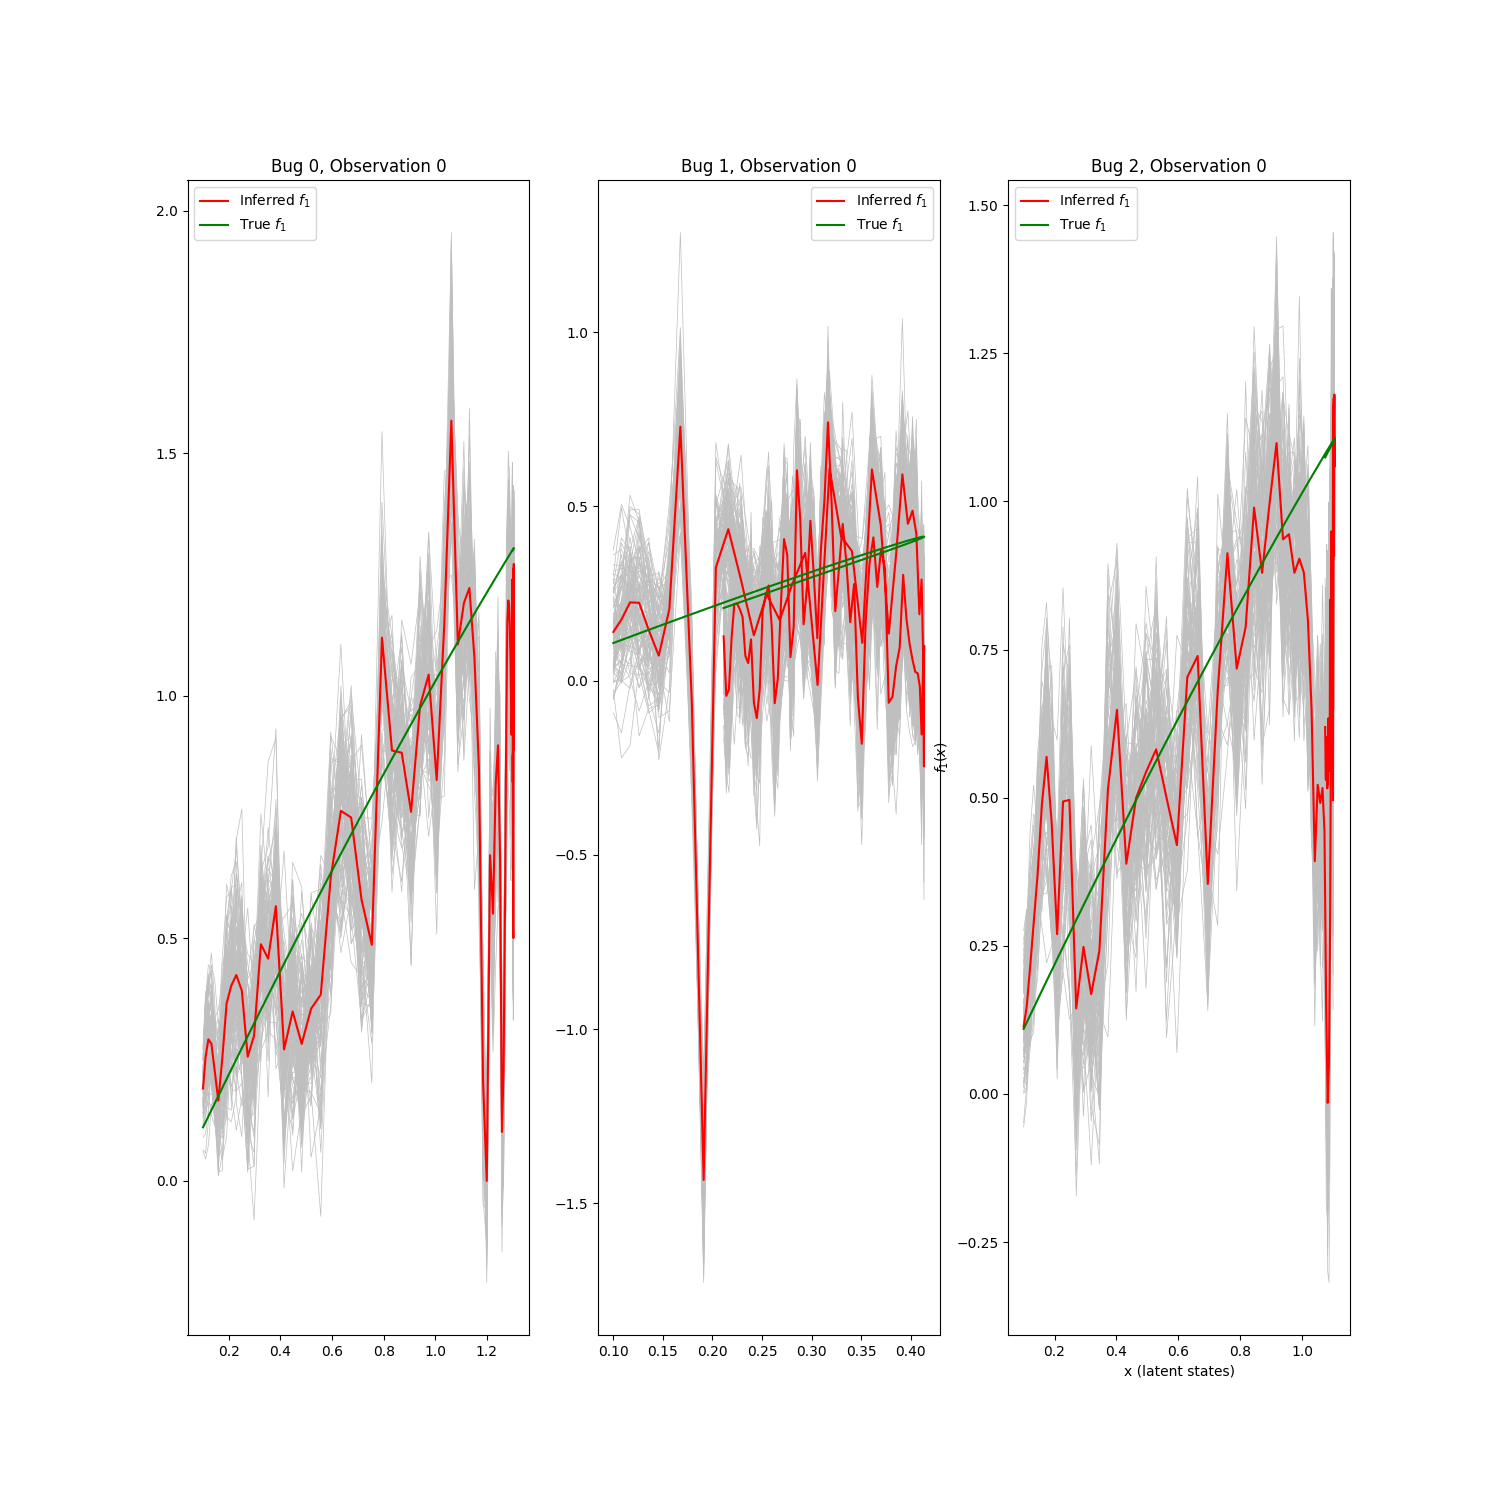 Bug 0, Observation 0
Inferred f₁
True f₁
2.0
1.5
1.0
0.5
0.0
0.2 0.4 0.6 0.8 1.0 1.2
Bug 1, Observation 0
Inferred f₁
True f₁
1.0
0.5
0.0
−0.5
−1.0
−1.5
0.10 0.15 0.20 0.25 0.30 0.35 0.40
Bug 2, Observation 0
Inferred f₁
True f₁
f₁(x)
1.50
1.25
1.00
0.75
0.50
0.25
0.00
−0.25
0.2 0.4 0.6 0.8 1.0
x (latent states)